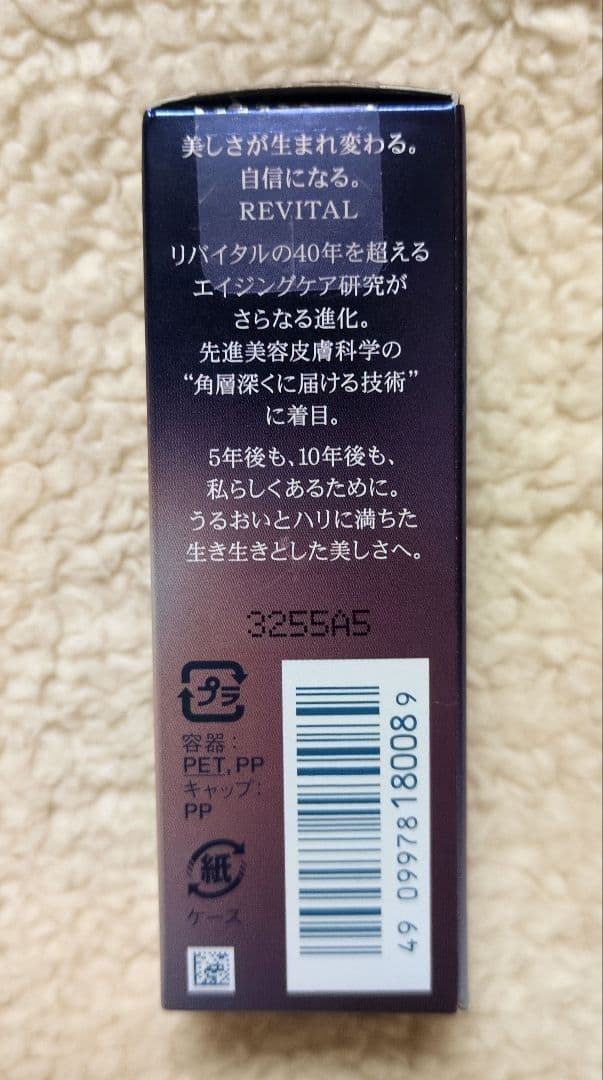 美しさが生まれ変わる。
自信になる。
REVITAL
リバイタルの40年を超える
エイジングケア研究が
さらなる進化。
先進美容皮膚科学の
“角層深くに届ける技術”
に着目。
5年後も、10年後も、
私らしくあるために。
うるおいとハリに満ちた
生き生きとした美しさへ。
3255A5
プラ
容器：
PET, PP
キャップ：
PP
紙
ケース
49 09978 18008 9